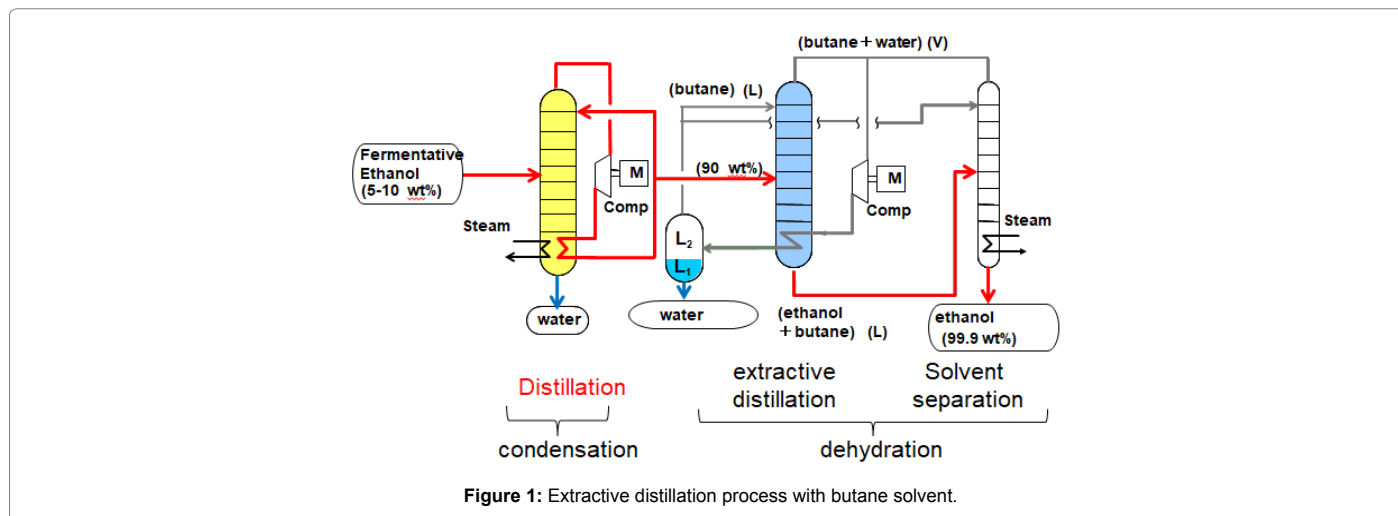 (butane+water) (V)
(butane) (L)
Fermentative
Ethanol
(5-10 wt%)
M
Comp
(90 wt%)
M
Comp
Steam
Steam
L2
L1
water
water
(ethanol
+butane) (L)
ethanol
(99.9 wt%)
Distillation
extractive
distillation
Solvent
separation
condensation
dehydration
Figure 1: Extractive distillation process with butane solvent.